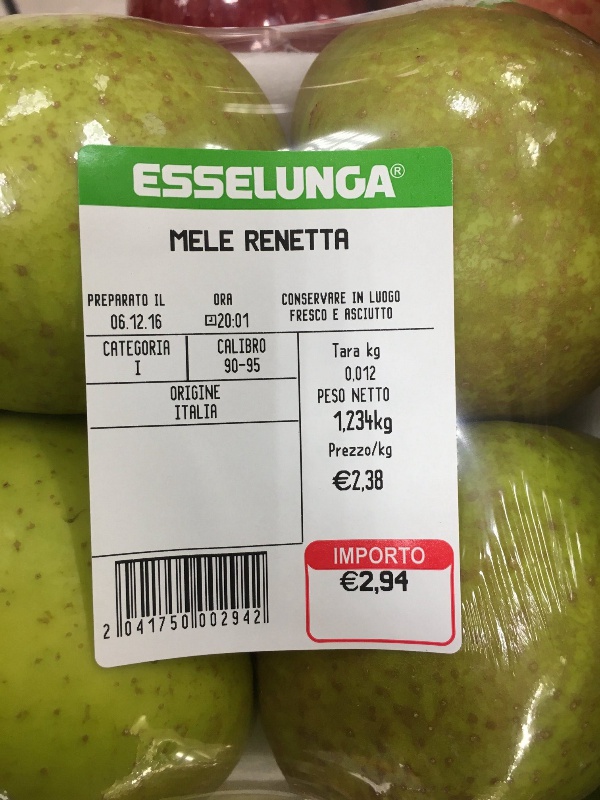 ESSELUNGA®
MELE RENETTA
PREPARATO IL ORA CONSERVARE IN LUOGO
06.12.16 20:01 FRESCO E ASCIUTTO
CATEGORIA CALIBRO
I 90-95
ORIGINE
ITALIA
Tara kg
0,012
PESO NETTO
1,234kg
Prezzo/kg
€2,38
IMPORTO
€2,94
2 041750 002942